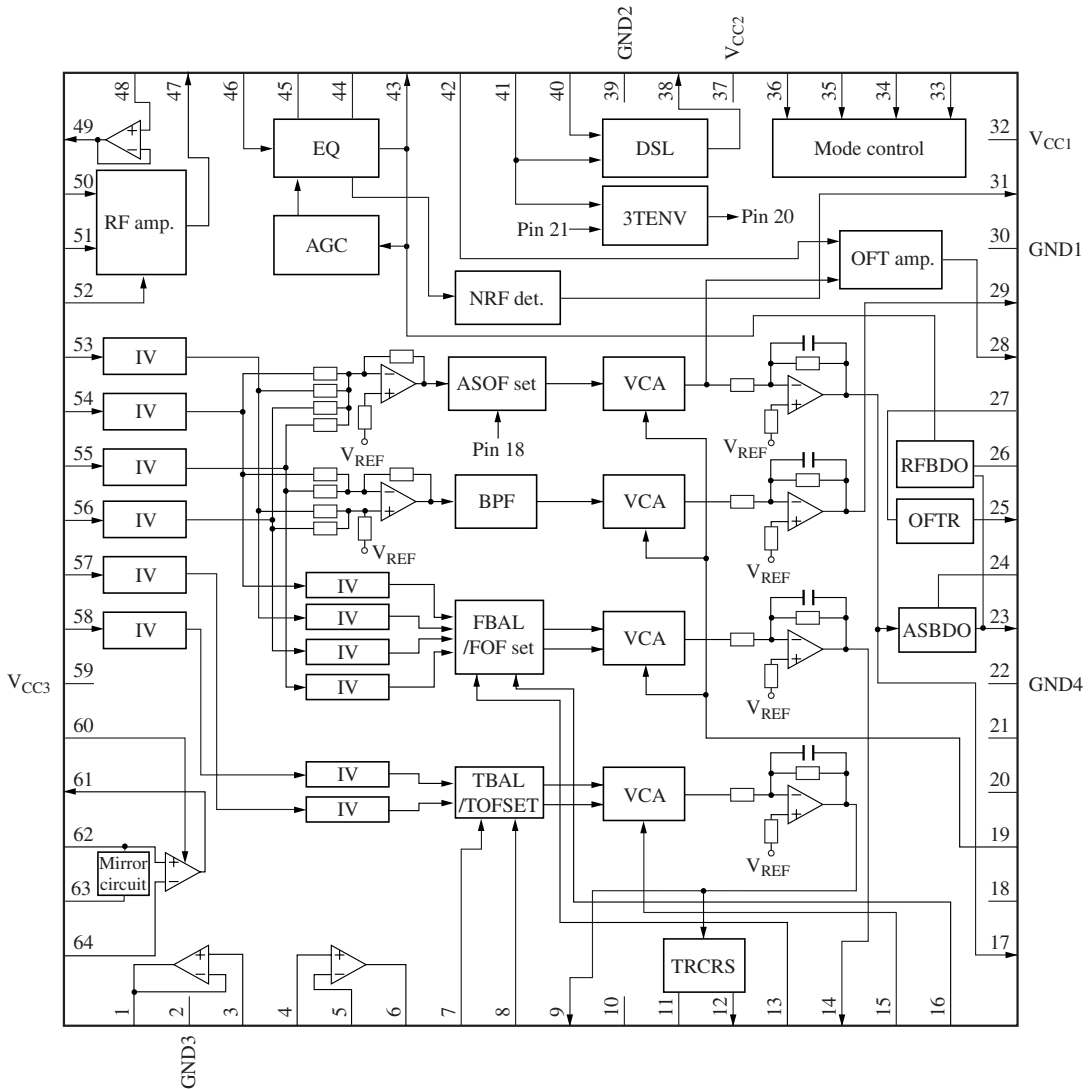 GND2
VCC2
48
47
46
45
44
43
42
41
40
39
38
37
36
35
34
33
49
+
−
EQ
DSL
Mode control
32
VCC1
50
RF amp.
51
52
AGC
3TENV
Pin 21
Pin 20
31
30
GND1
OFT amp.
NRF det.
29
28
53
IV
54
IV
55
IV
56
IV
57
IV
58
IV
59
VCC3
−
+
VREF
ASOF set
Pin 18
VCA
−
+
VREF
27
RFBDO
26
−
+
VREF
BPF
VCA
−
+
VREF
OFTR
25
24
IV
IV
IV
IV
FBAL
/FOF set
VCA
−
+
VREF
ASBDO
23
22
GND4
60
61
21
20
IV
IV
TBAL
/TOFSET
VCA
−
+
VREF
19
62
Mirror
circuit
+
−
63
64
18
17
TRCRS
+
−
+
−
1
2
3
4
5
6
7
8
9
10
11
12
13
14
15
16
GND3